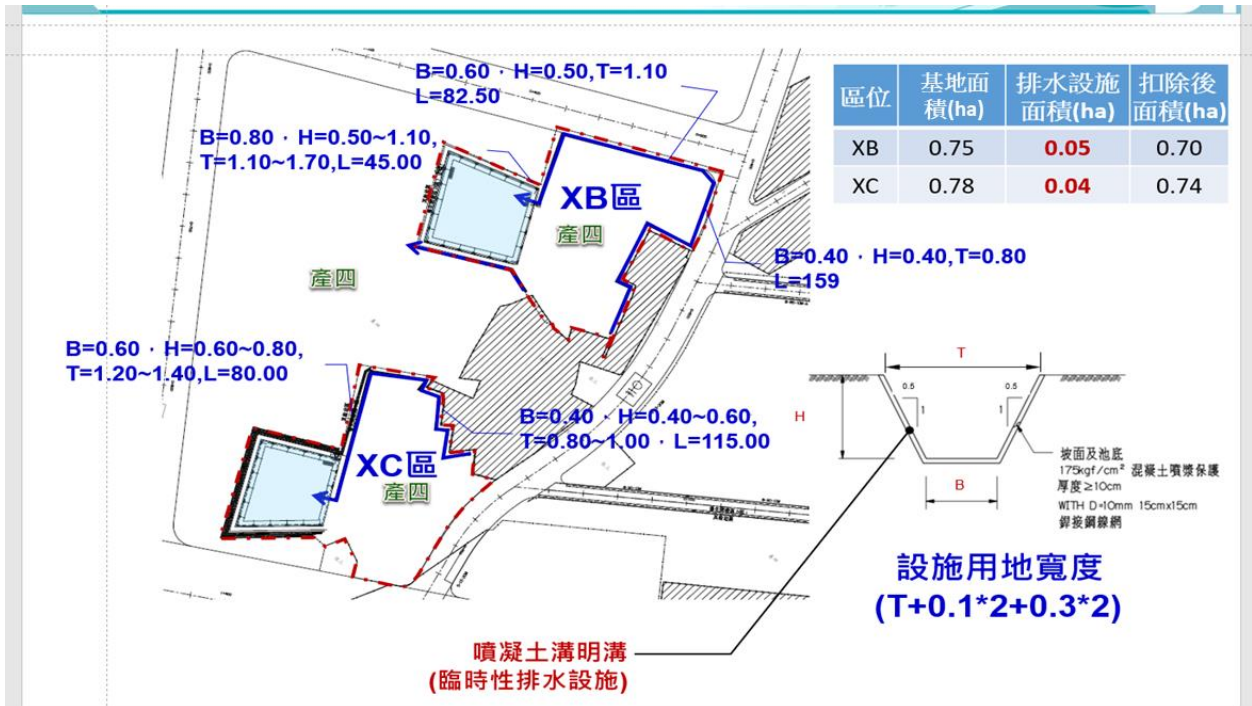 B=0.60 · H=0.50,T=1.10
L=82.50
B=0.80 · H=0.50~1.10,
T=1.10~1.70,L=45.00
XB區
產四
B=0.40 · H=0.40,T=0.80
L=159
產四
B=0.60 · H=0.60~0.80,
T=1.20~1.40,L=80.00
B=0.40 · H=0.40~0.60,
T=0.80~1.00 · L=115.00
XC區
產四
區位 基地面積(ha) 排水設施面積(ha) 扣除後面積(ha)
XB 0.75 0.05 0.70
XC 0.78 0.04 0.74
T
0.5 0.5
1 1
H
B
坡面及池底
175kgf/cm² 混凝土噴漿保護
厚度≥10cm
WITH D=10mm 15cmx15cm
銲接鋼線網
設施用地寬度
(T+0.1*2+0.3*2)
噴凝土溝明溝
(臨時性排水設施)